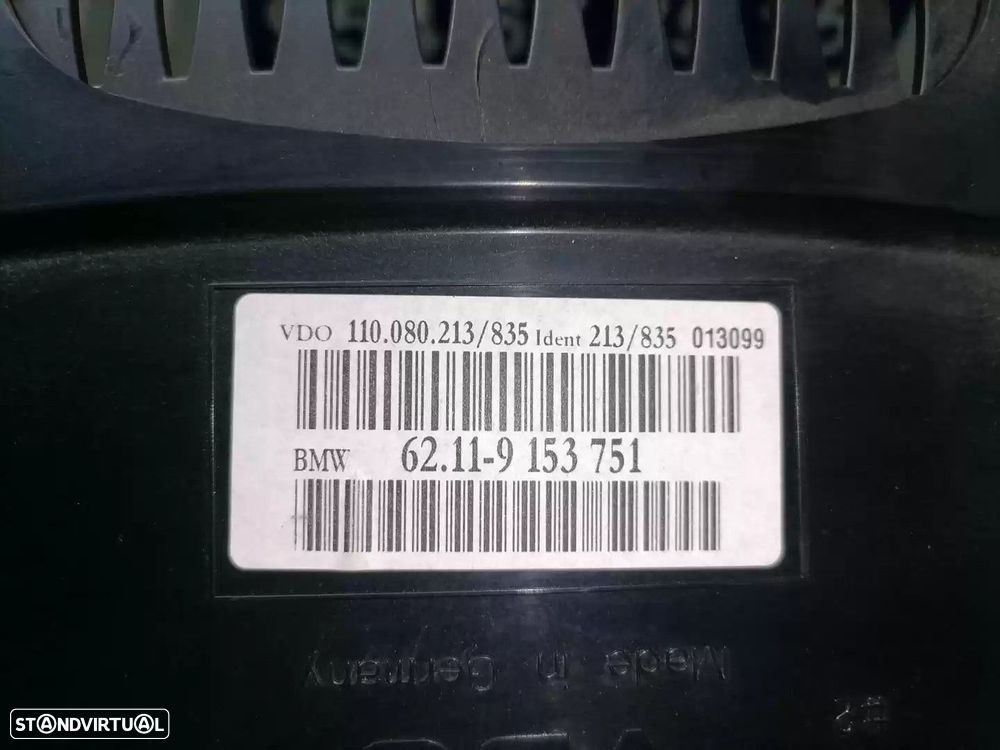 VDO 110.080.213/835 Ident 213/835 013099
BMW 62.11-9 153 751
Made in Germany
STANDVIRTUAL